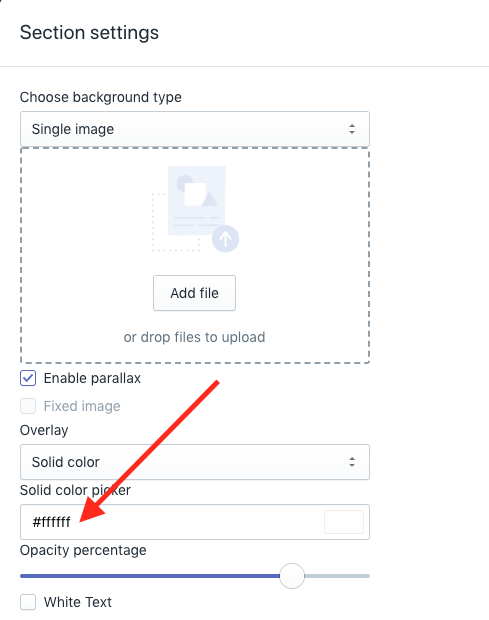 Section settings
Choose background type
Single image
Add file
or drop files to upload
Enable parallax
Fixed image
Overlay
Solid color
Solid color picker
#ffffff
Opacity percentage
White Text